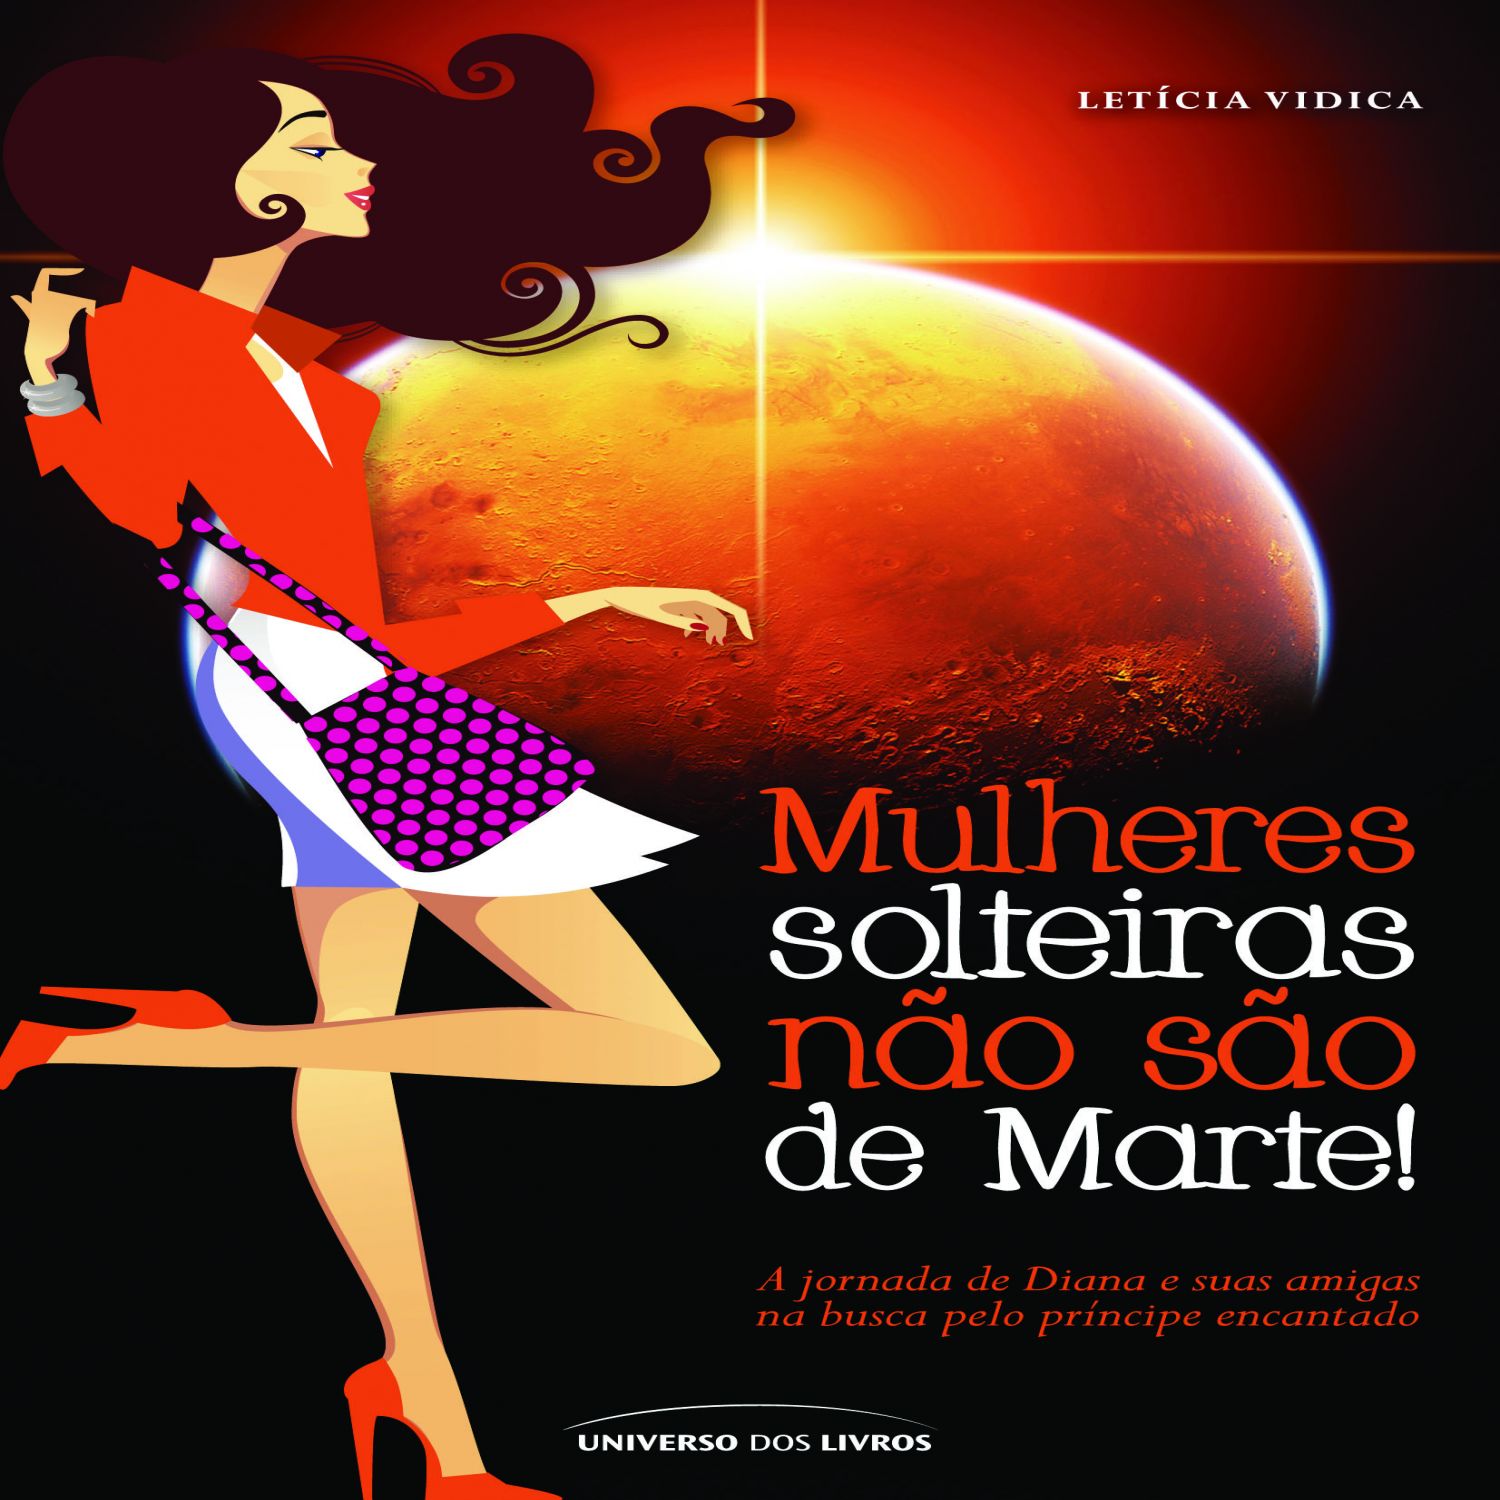 LETÍCIA VIDICA
Mulheres
solteiras
não são
de Marte!
A jornada de Diana e suas amigas
na busca pelo príncipe encantado
UNIVERSO DOS LIVROS